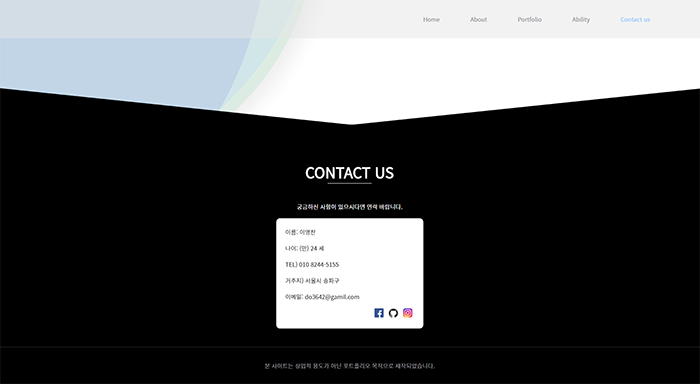 Home About Portfolio Ability Contact us
CONTACT US
궁금하신 사항이 있으시다면 연락 바랍니다.
이름: 이영찬
나이: (만) 24 세
TEL) 010 8244-5155
거주지) 서울시 송파구
이메일: do3642@gamil.com
본 사이트는 상업적 용도가 아닌 포트폴리오 목적으로 제작되었습니다.